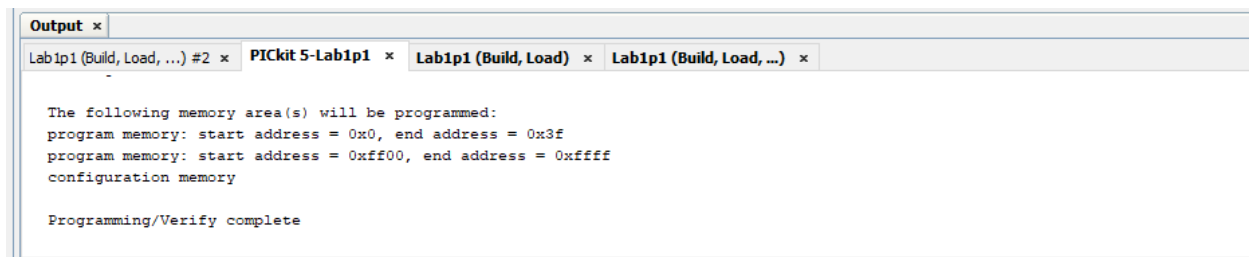 Output ×
Lab1p1 (Build, Load, ...) #2 × PICkit 5-Lab1p1 × Lab1p1 (Build, Load) × Lab1p1 (Build, Load, ...) ×
The following memory area(s) will be programmed:
program memory: start address = 0x0, end address = 0x3f
program memory: start address = 0xff00, end address = 0xffff
configuration memory
Programming/Verify complete